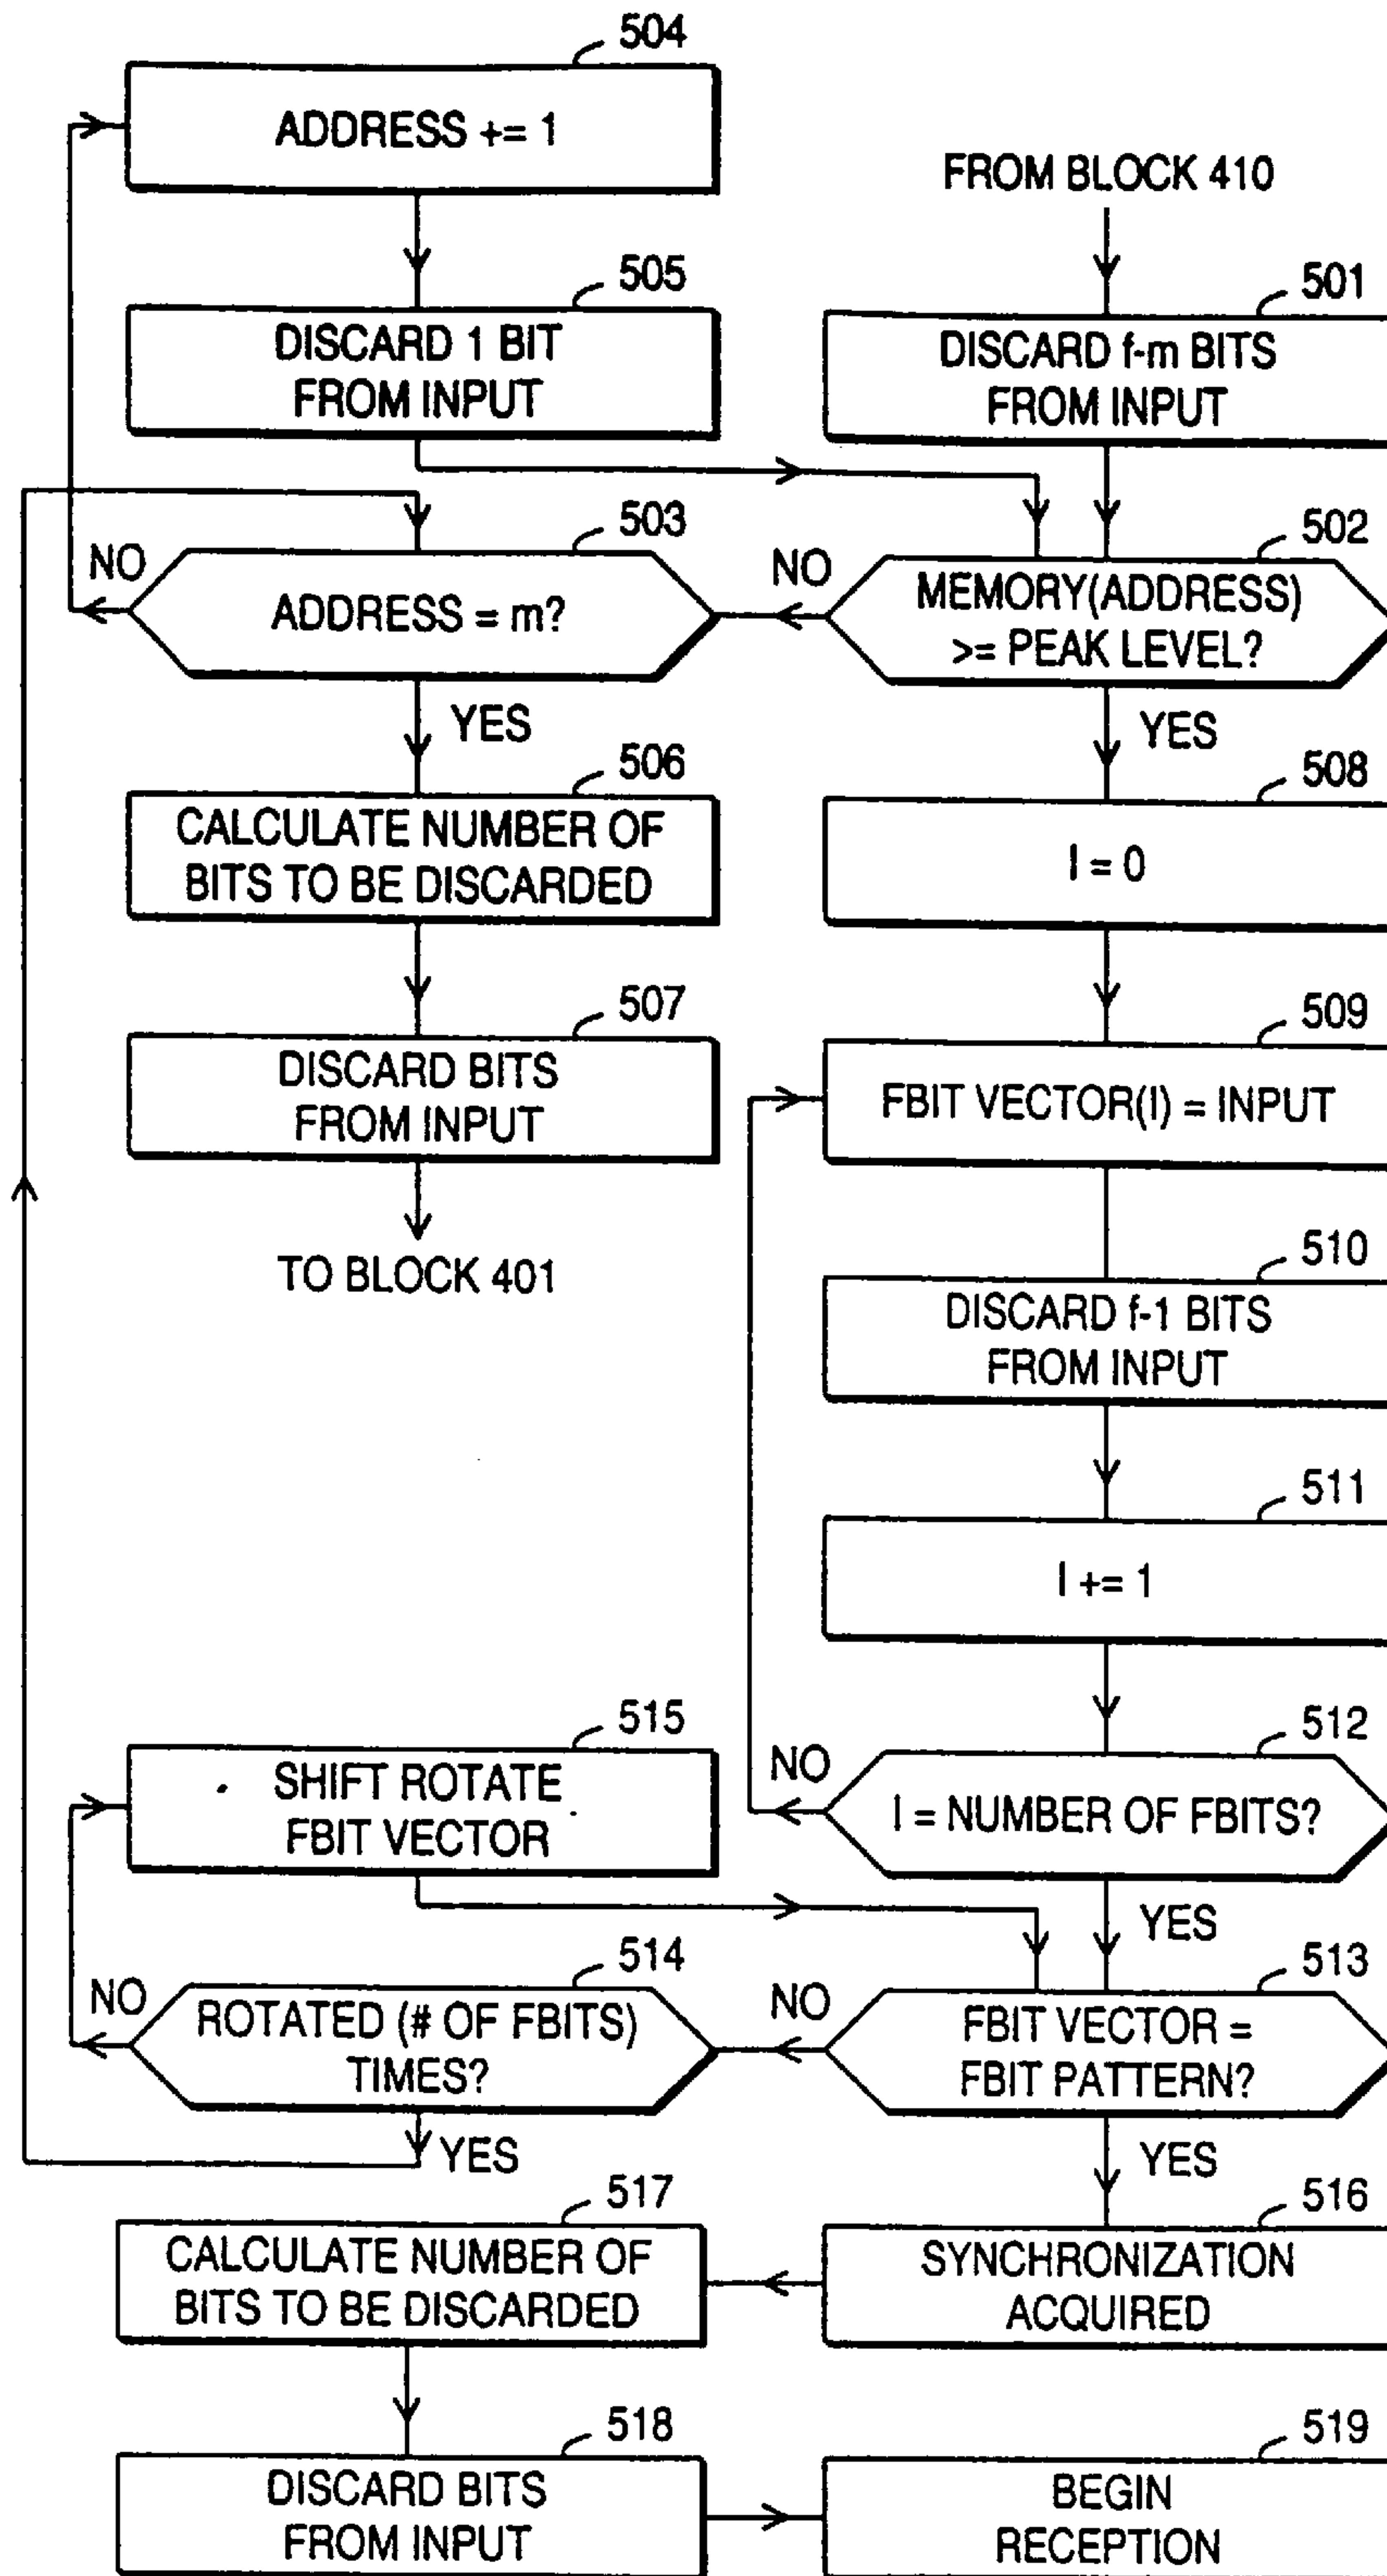 504
ADDRESS += 1
FROM BLOCK 410
505
DISCARD 1 BIT
FROM INPUT
501
DISCARD f-m BITS
FROM INPUT
503
NO
ADDRESS = m?
YES
502
NO
MEMORY(ADDRESS)
>= PEAK LEVEL?
YES
506
CALCULATE NUMBER OF
BITS TO BE DISCARDED
508
I = 0
507
DISCARD BITS
FROM INPUT
TO BLOCK 401
509
FBIT VECTOR(I) = INPUT
510
DISCARD f-1 BITS
FROM INPUT
511
I += 1
515
SHIFT ROTATE
FBIT VECTOR
512
NO
I = NUMBER OF FBITS?
YES
514
NO
ROTATED (# OF FBITS)
TIMES?
YES
513
NO
FBIT VECTOR =
FBIT PATTERN?
YES
517
CALCULATE NUMBER OF
BITS TO BE DISCARDED
516
SYNCHRONIZATION
ACQUIRED
518
DISCARD BITS
FROM INPUT
519
BEGIN
RECEPTION